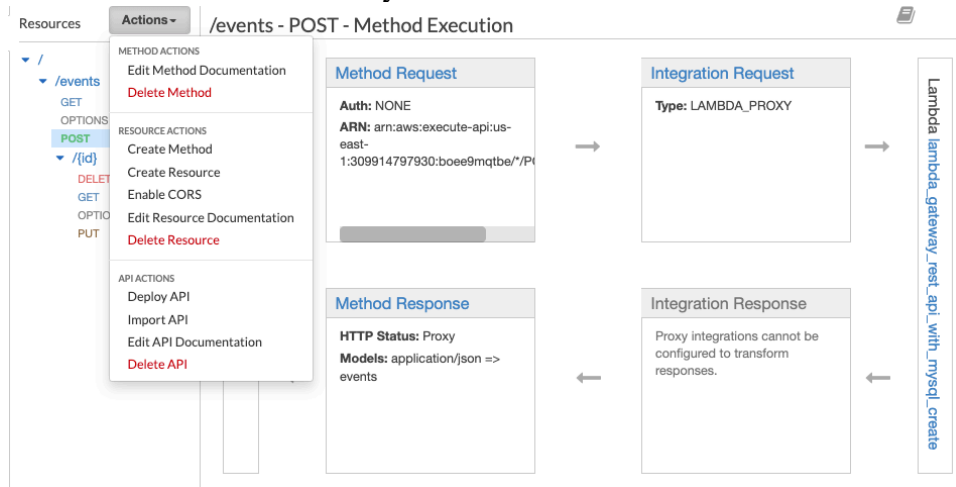 Resources
Actions
/events - POST - Method Execution
METHOD ACTIONS
Edit Method Documentation
Delete Method
RESOURCE ACTIONS
Create Method
Create Resource
Enable CORS
Edit Resource Documentation
Delete Resource
API ACTIONS
Deploy API
Import API
Edit API Documentation
Delete API
/
/events
GET
OPTIONS
POST
/{id}
DELET
GET
OPTIO
PUT
Method Request
Auth: NONE
ARN: arn:aws:execute-api:us-
east-
1:309914797930:boee9mqtbe/*/P
Integration Request
Type: LAMBDA_PROXY
Method Response
HTTP Status: Proxy
Models: application/json =>
events
Integration Response
Proxy integrations cannot be
configured to transform
responses.
Lambda lambda_gateway_rest_api_with_mysql_create